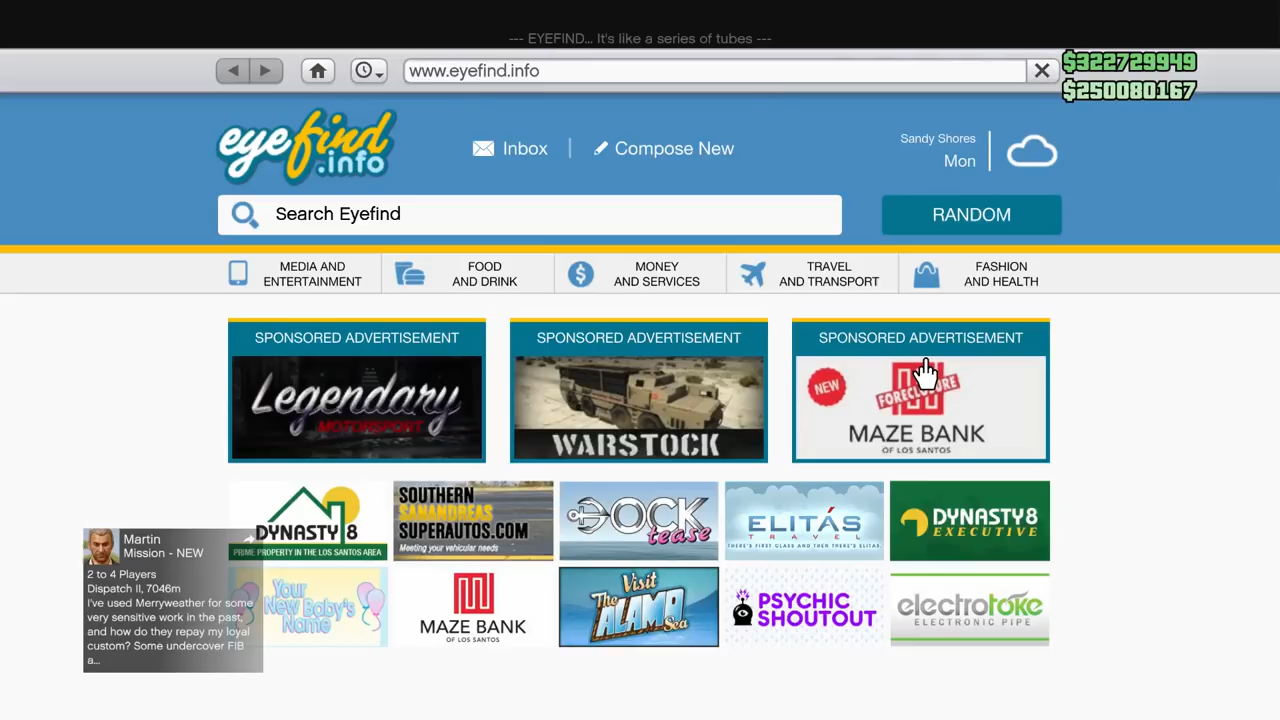 --- EYEFIND... It's like a series of tubes ---
www.eyefind.info
$322729949
$250080167
eyefind
.info
Inbox
Compose New
Sandy Shores
Mon
Search Eyefind
RANDOM
MEDIA AND
ENTERTAINMENT
FOOD
AND DRINK
MONEY
AND SERVICES
TRAVEL
AND TRANSPORT
FASHION
AND HEALTH
SPONSORED ADVERTISEMENT
Legendary
MOTORSPORT
SPONSORED ADVERTISEMENT
WARSTOCK
SPONSORED ADVERTISEMENT
NEW
FORECLOSURE
MAZE BANK
OF LOS SANTOS
DYNASTY 8
PRIME PROPERTY IN THE LOS SANTOS AREA
SOUTHERN
SANANDREAS
SUPERAUTOS.COM
Meeting your vehicular needs
DOCK
tease
ELITÁS
TRAVEL
THERE'S FIRST CLASS AND THEN THERE'S ELITAS.
DYNASTY 8
EXECUTIVE
Your
New Baby's
Name
MAZE BANK
OF LOS SANTOS
Visit
The
ALAMO
Sea
PSYCHIC
SHOUTOUT
electrotoke
ELECTRONIC PIPE
Martin
Mission - NEW
2 to 4 Players
Dispatch II, 7046m
I've used Merryweather for some
very sensitive work in the past,
and how do they repay my loyal
custom? Some undercover FIB
a...